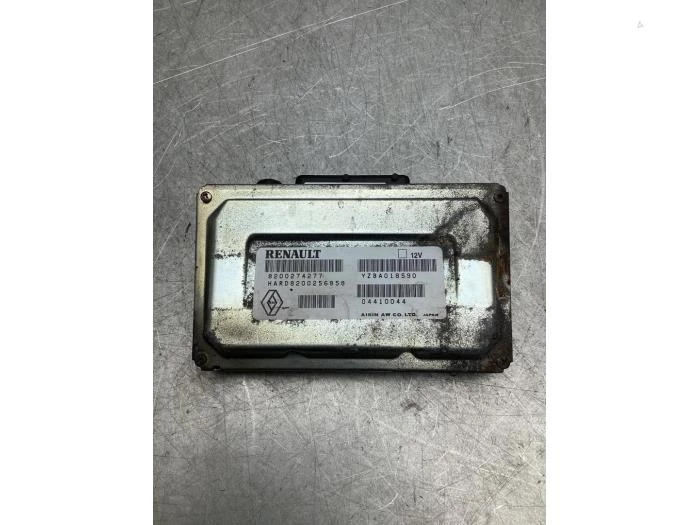 RENAULT
12V
8200274277
YZ8A018590
HARD8200256858
04410044
AISIN AW CO. LTD. JAPAN